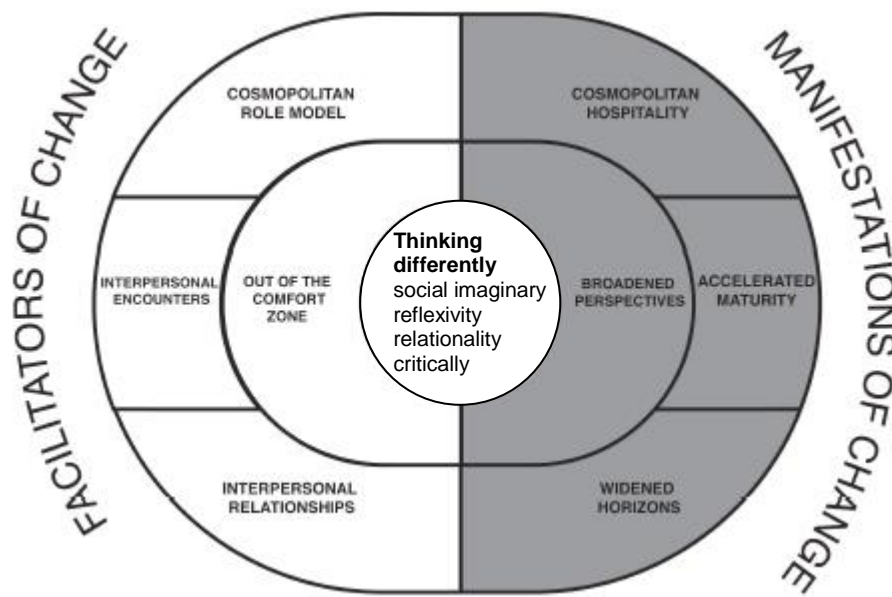 FACILITATORS OF CHANGE
COSMOPOLITAN
ROLE MODEL
INTERPERSONAL
ENCOUNTERS
OUT OF THE
COMFORT
ZONE
INTERPERSONAL
RELATIONSHIPS
Thinking
differently
social imaginary
reflexivity
relationality
critically
COSMOPOLITAN
HOSPITALITY
BROADENED
PERSPECTIVES
ACCELERATED
MATURITY
WIDENED
HORIZONS
MANIFESTATIONS OF CHANGE